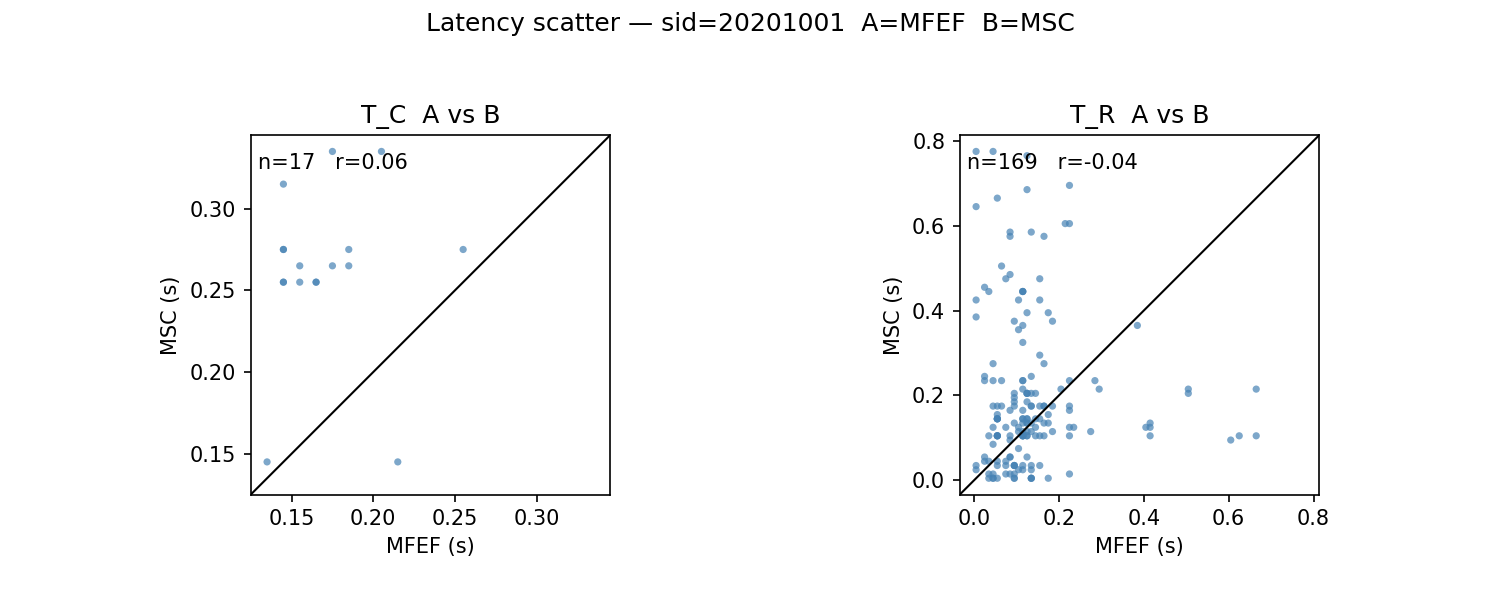 Latency scatter — sid=20201001  A=MFEF  B=MSC
T_C  A vs B
n=17   r=0.06
0.30
0.25
0.20
0.15
MSC (s)
0.15 0.20 0.25 0.30
MFEF (s)
T_R  A vs B
n=169   r=-0.04
0.8
0.6
0.4
0.2
0.0
MSC (s)
0.0 0.2 0.4 0.6 0.8
MFEF (s)